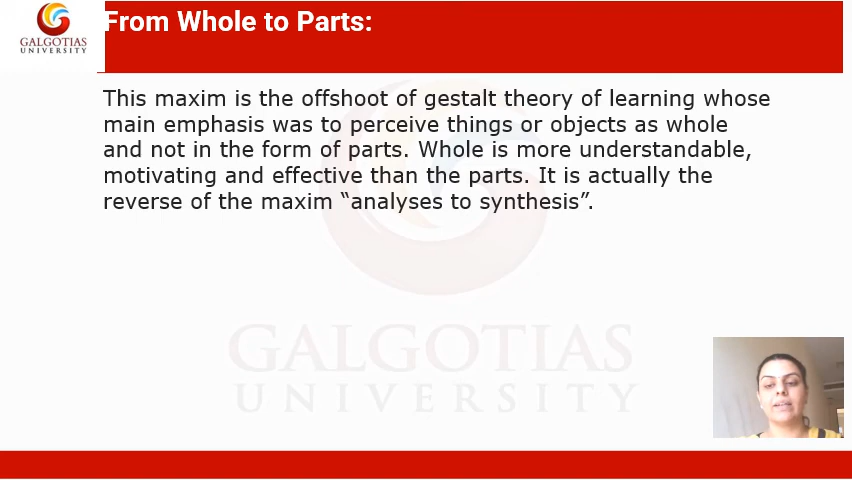 From Whole to Parts:
GALGOTIAS
UNIVERSITY
This maxim is the offshoot of gestalt theory of learning whose
main emphasis was to perceive things or objects as whole
and not in the form of parts. Whole is more understandable,
motivating and effective than the parts. It is actually the
reverse of the maxim “analyses to synthesis”.
GALGOTIAS
UNIVERSITY